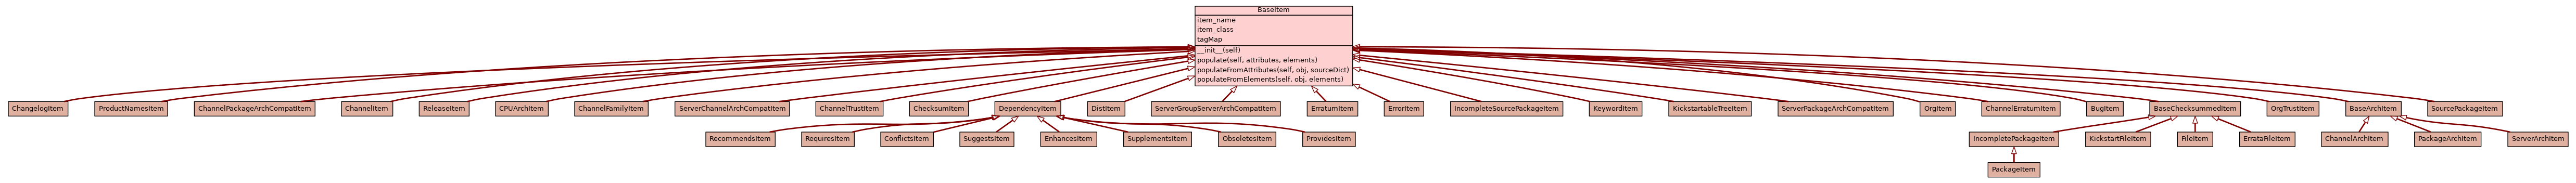 BaseItem
item_name
item_class
tagMap
__init__(self)
populate(self, attributes, elements)
populateFromAttributes(self, obj, sourceDict)
populateFromElements(self, obj, elements)
ChangelogItem
ProductNamesItem
ChannelPackageArchCompatItem
ChannelItem
ReleaseItem
CPUArchItem
ChannelFamilyItem
ServerChannelArchCompatItem
ChannelTrustItem
ChecksumItem
DependencyItem
DistItem
ServerGroupServerArchCompatItem
ErratumItem
ErrorItem
IncompleteSourcePackageItem
KeywordItem
KickstartableTreeItem
ServerPackageArchCompatItem
OrgItem
ChannelErratumItem
BugItem
BaseChecksummedItem
OrgTrustItem
BaseArchItem
SourcePackageItem
RecommendsItem
RequiresItem
ConflictsItem
SuggestsItem
EnhancesItem
SupplementsItem
ObsoletesItem
ProvidesItem
IncompletePackageItem
KickstartFileItem
FileItem
ErrataFileItem
ChannelArchItem
PackageArchItem
ServerArchItem
PackageItem